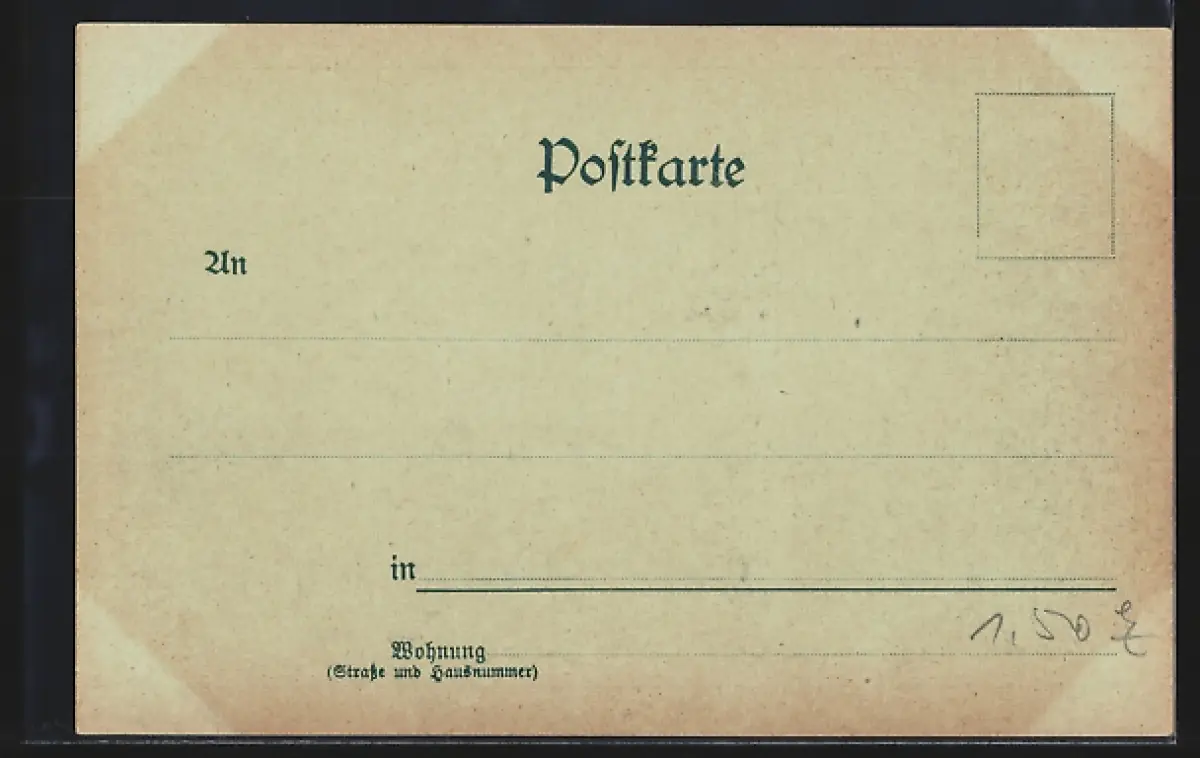 Postkarte
An
in
Wohnung
(Straße und Hausnummer)
1.50